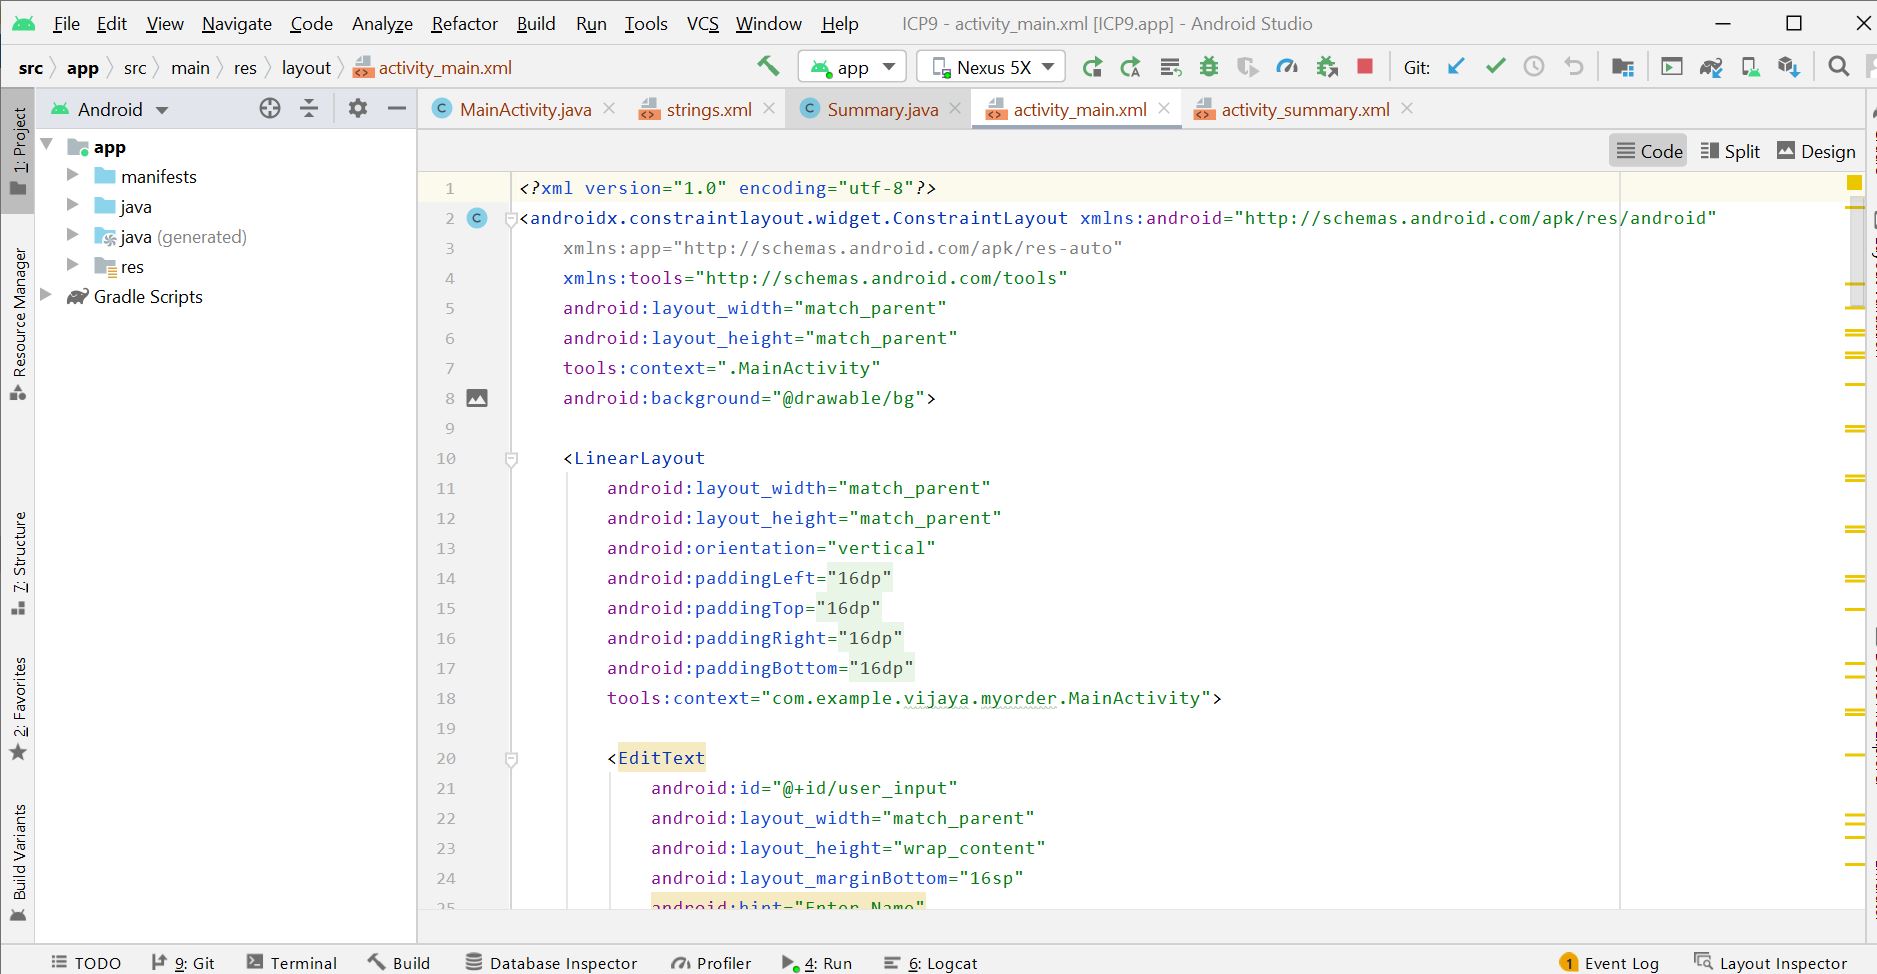 File Edit View Navigate Code Analyze Refactor Build Run Tools VCS Window Help ICP9 - activity_main.xml [ICP9.app] - Android Studio
src app src main res layout activity_main.xml app Nexus 5X Git:
Android MainActivity.java strings.xml Summary.java activity_main.xml activity_summary.xml
Code Split Design
1: Project
Resource Manager
7: Structure
2: Favorites
Build Variants
app
manifests
java
java (generated)
res
Gradle Scripts
1 <?xml version="1.0" encoding="utf-8"?>
2 <androidx.constraintlayout.widget.ConstraintLayout xmlns:android="http://schemas.android.com/apk/res/android"
3 xmlns:app="http://schemas.android.com/apk/res-auto"
4 xmlns:tools="http://schemas.android.com/tools"
5 android:layout_width="match_parent"
6 android:layout_height="match_parent"
7 tools:context=".MainActivity"
8 android:background="@drawable/bg">
9
10 <LinearLayout
11 android:layout_width="match_parent"
12 android:layout_height="match_parent"
13 android:orientation="vertical"
14 android:paddingLeft="16dp"
15 android:paddingTop="16dp"
16 android:paddingRight="16dp"
17 android:paddingBottom="16dp"
18 tools:context="com.example.vijaya.myorder.MainActivity">
19
20 <EditText
21 android:id="@+id/user_input"
22 android:layout_width="match_parent"
23 android:layout_height="wrap_content"
24 android:layout_marginBottom="16sp"
25 android:hint="Enter Name"
TODO 9: Git Terminal Build Database Inspector Profiler 4: Run 6: Logcat 1 Event Log Layout Inspector